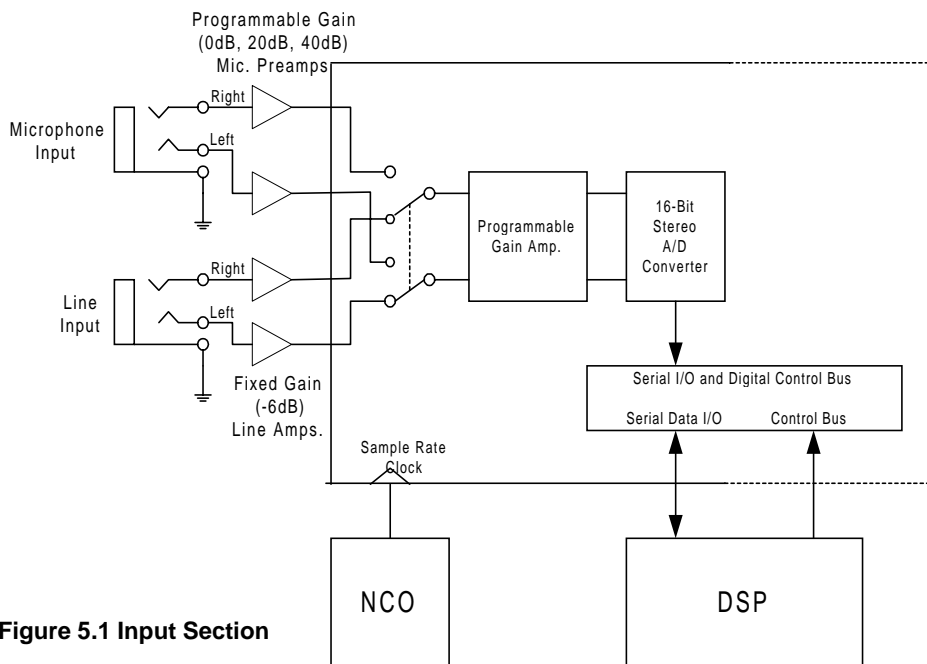 Programmable Gain
(0dB, 20dB, 40dB)
Mic. Preamps
Right
Microphone
Input
Left
Programmable
Gain Amp.
16-Bit
Stereo
A/D
Converter
Right
Line
Input
Left
Fixed Gain
(-6dB)
Line Amps.
Serial I/O and Digital Control Bus
Serial Data I/O
Control Bus
Sample Rate
Clock
NCO
DSP
Figure 5.1 Input Section